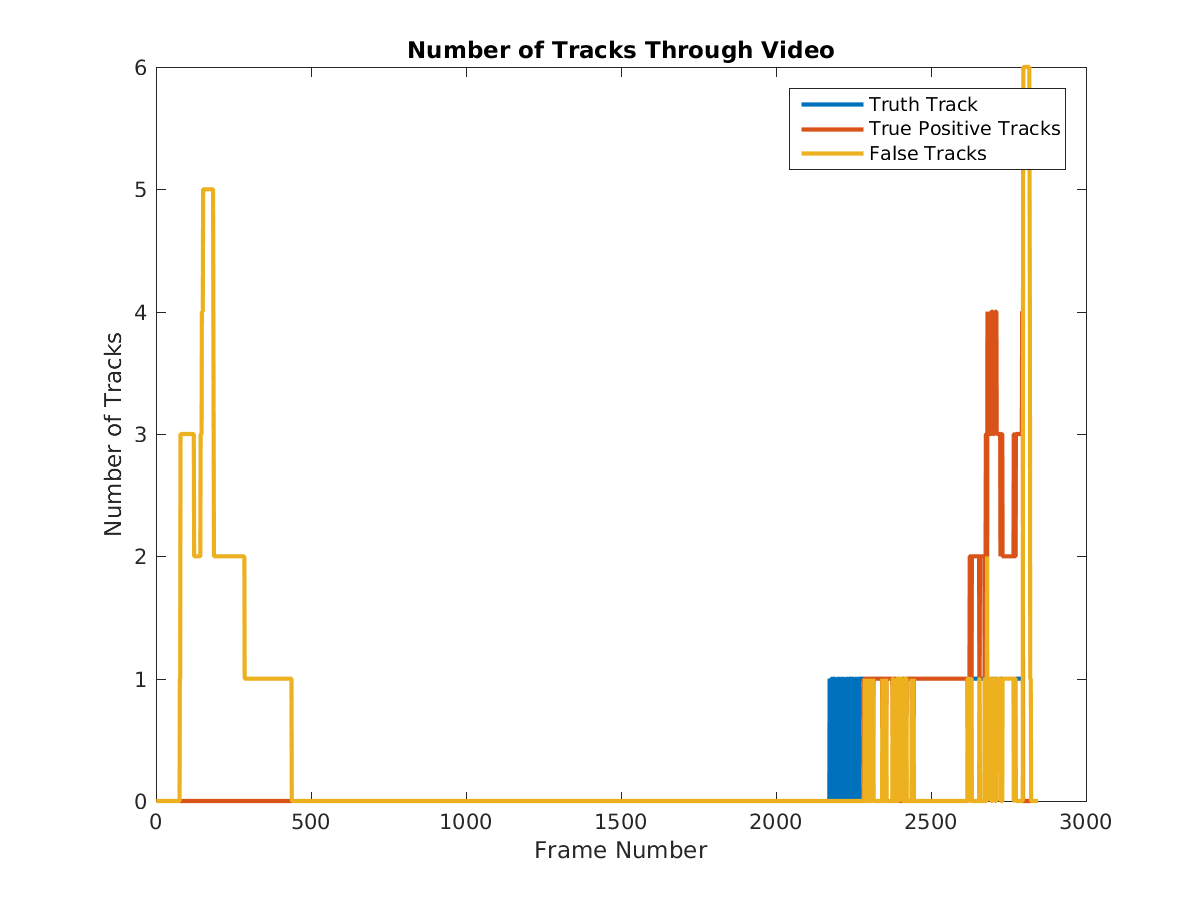 Number of Tracks Through Video
6
5
4
3
2
1
0
Number of Tracks
Truth Track
True Positive Tracks
False Tracks
0 500 1000 1500 2000 2500 3000
Frame Number